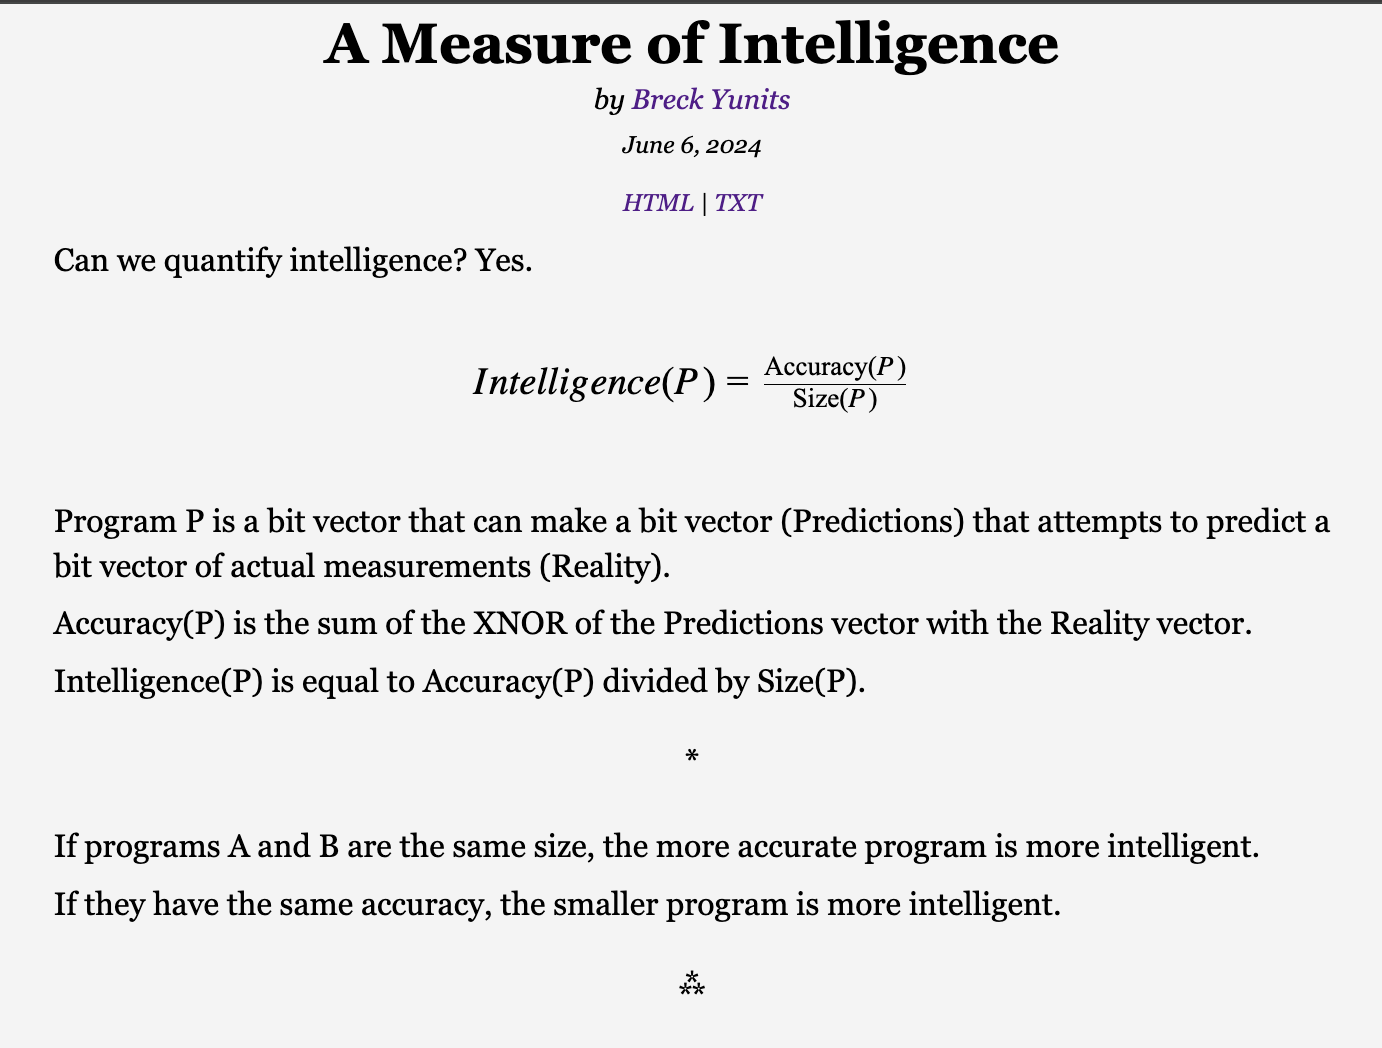 A Measure of Intelligence
by Breck Yunits
June 6, 2024
HTML | TXT
Can we quantify intelligence? Yes.
Intelligence(P) = Accuracy(P) / Size(P)
Program P is a bit vector that can make a bit vector (Predictions) that attempts to predict a
bit vector of actual measurements (Reality).
Accuracy(P) is the sum of the XNOR of the Predictions vector with the Reality vector.
Intelligence(P) is equal to Accuracy(P) divided by Size(P).
*
If programs A and B are the same size, the more accurate program is more intelligent.
If they have the same accuracy, the smaller program is more intelligent.
⁂